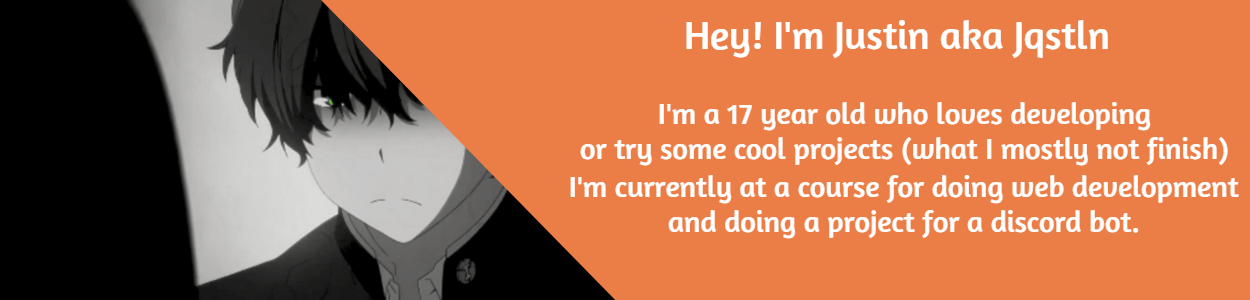 Hey! I'm Justin aka Jqstln
I'm a 17 year old who loves developing
or try some cool projects (what I mostly not finish)
I'm currently at a course for doing web development
and doing a project for a discord bot.